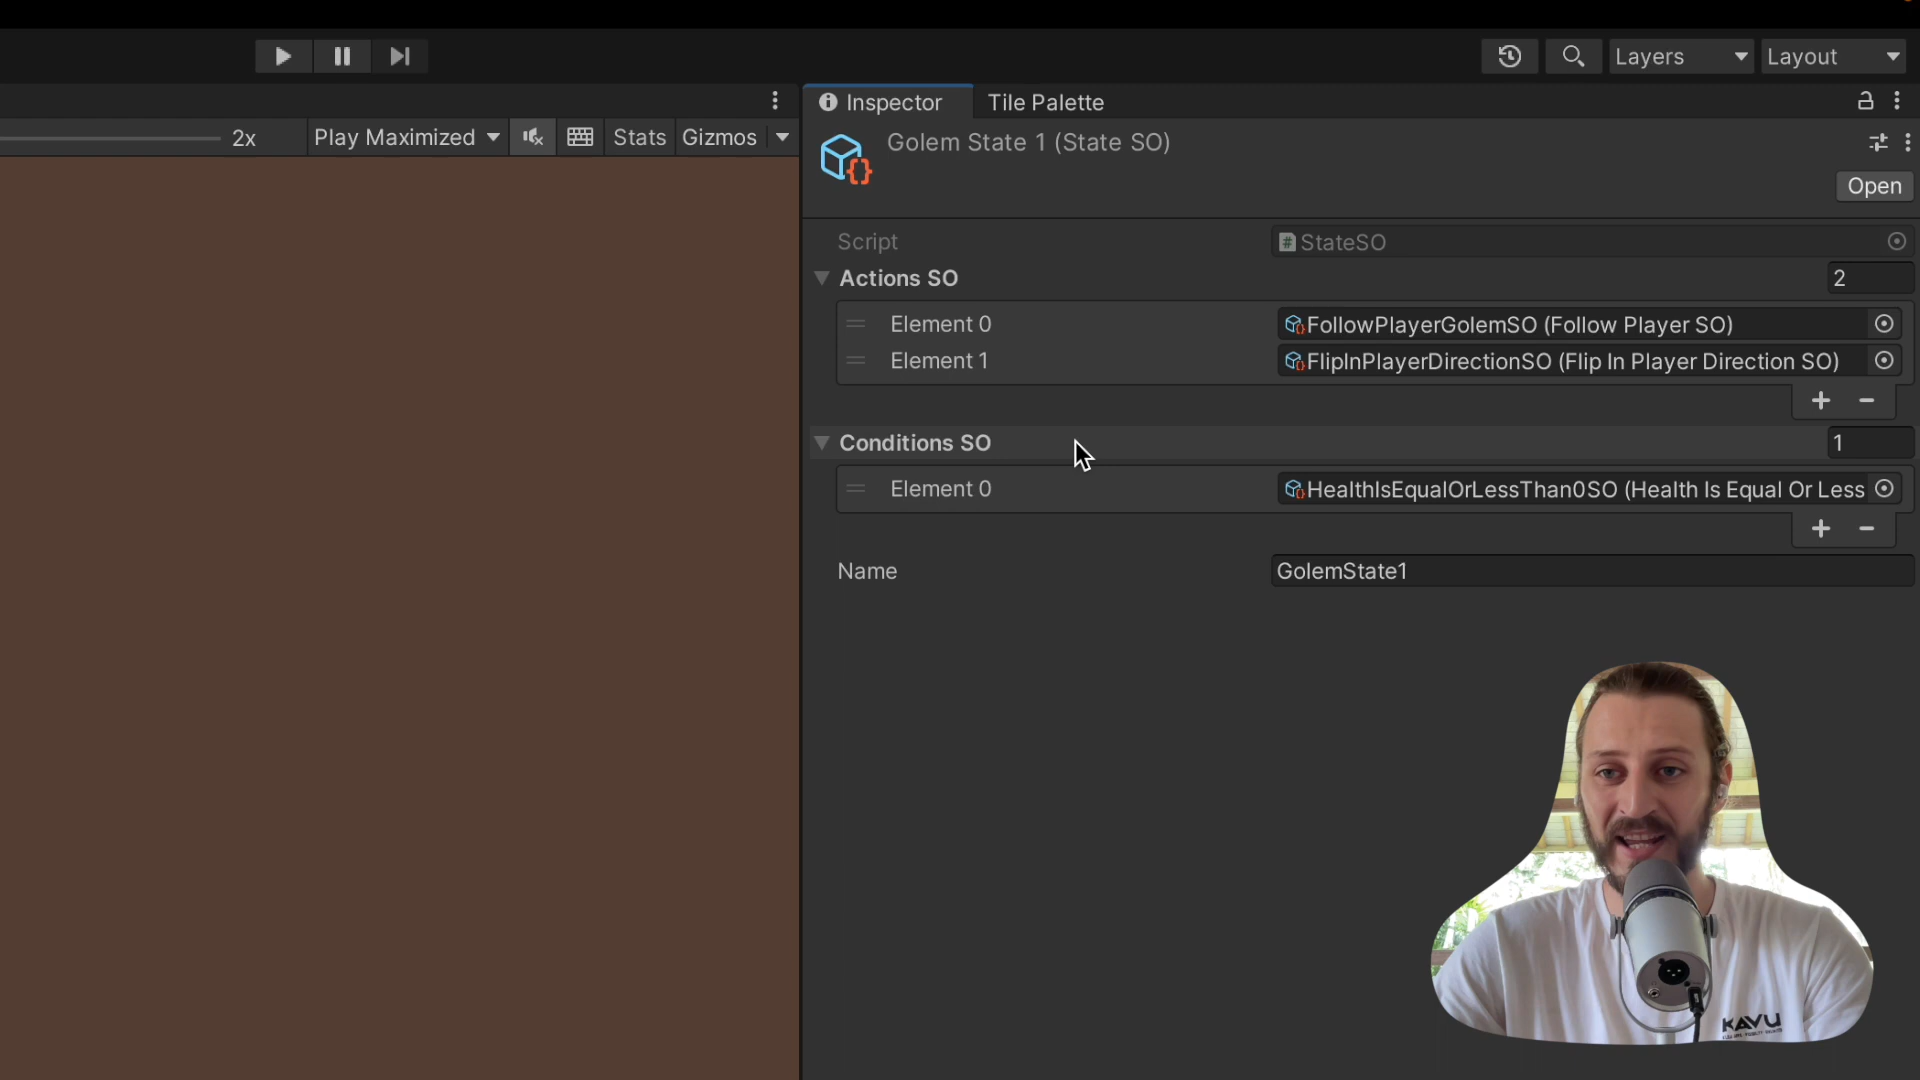 Layers
Layout
Inspector
Tile Palette
2x
Play Maximized
Stats
Gizmos
Golem State 1 (State SO)
Open
Script
# StateSO
Actions SO
2
Element 0
FollowPlayerGolemSO (Follow Player SO)
Element 1
FlipInPlayerDirectionSO (Flip In Player Direction SO)
+ −
Conditions SO
1
Element 0
HealthIsEqualOrLessThan0SO (Health Is Equal Or Less
+ −
Name
GolemState1
KAVU